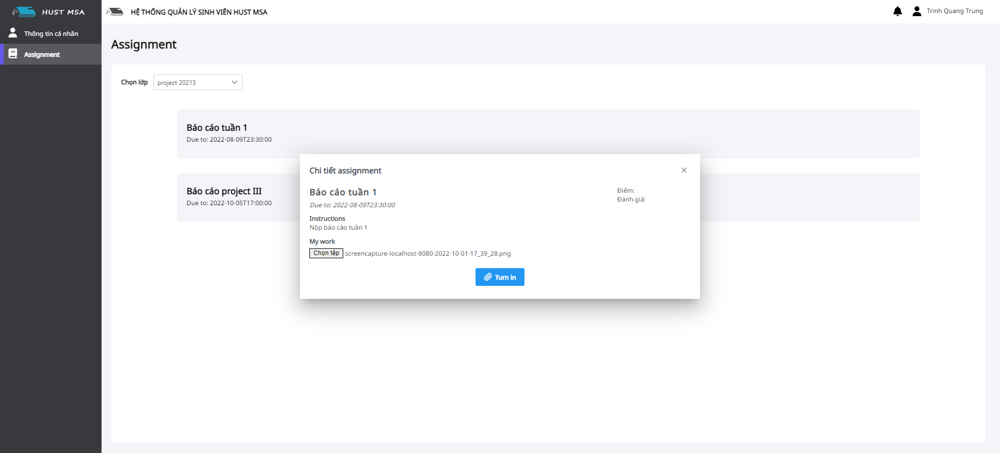 HUST MSA
HỆ THỐNG QUẢN LÝ SINH VIÊN HUST MSA
Trinh Quang Trung
Thông tin cá nhân
Assignment
Assignment
Chọn lớp
project 20213
Báo cáo tuần 1
Due to: 2022-08-09T23:30:00
Báo cáo project III
Due to: 2022-10-05T17:00:00
Chi tiết assignment
Báo cáo tuần 1
Due to: 2022-08-09T23:30:00
Điểm:
Đánh giá:
Instructions
Nộp báo cáo tuần 1
My work
Chọn tệp screencapture-localhost-8080-2022-10-01-17_39_28.png
Turn in